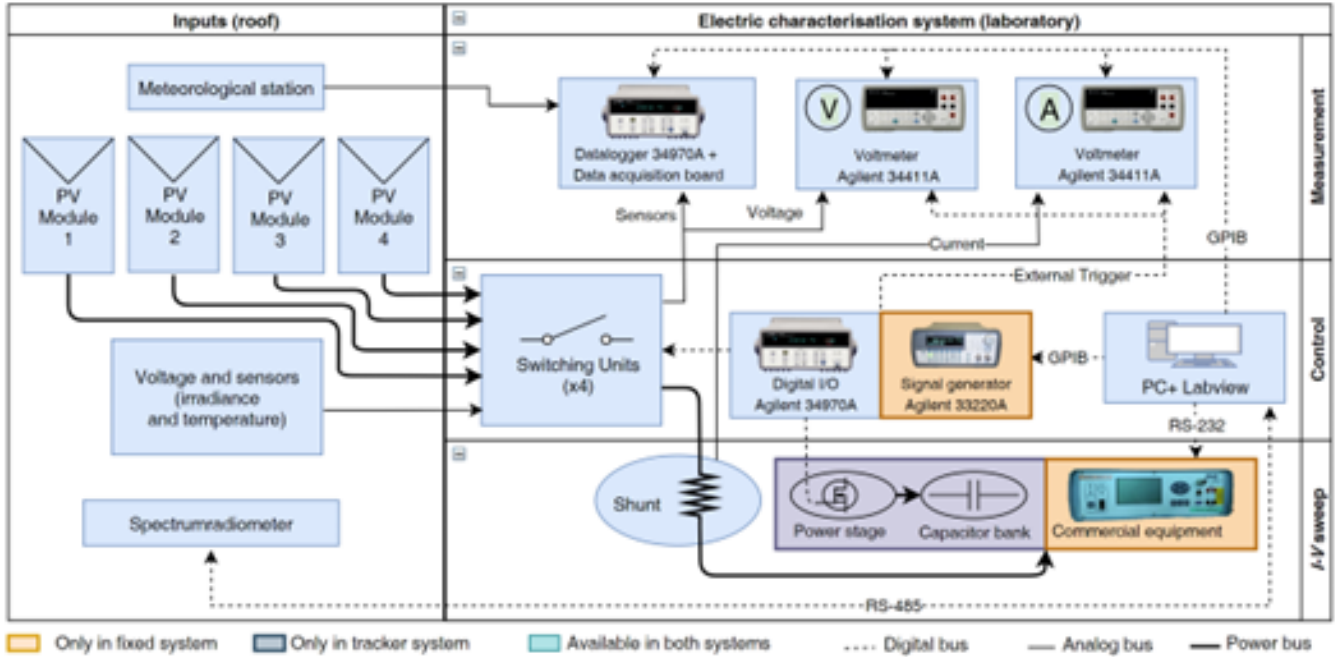 Inputs (roof)
Electric characterisation system (laboratory)
Meteorological station
PV
Module
1
PV
Module
2
PV
Module
3
PV
Module
4
Voltage and sensors
(irradiance
and temperature)
Spectrumradiometer
V
A
Datalogger 34970A +
Data acquisition board
Voltmeter
Agilent 34411A
Voltmeter
Agilent 34411A
Measurement
Sensors
Voltage
Current
GPIB
External Trigger
Switching Units
(x4)
Digital I/O
Agilent 34970A
Signal generator
Agilent 33220A
GPIB
PC+ Labview
RS-232
Control
Shunt
Power stage
Capacitor bank
Commercial equipment
I-V sweep
RS-485
Only in fixed system
Only in tracker system
Available in both systems
Digital bus
Analog bus
Power bus